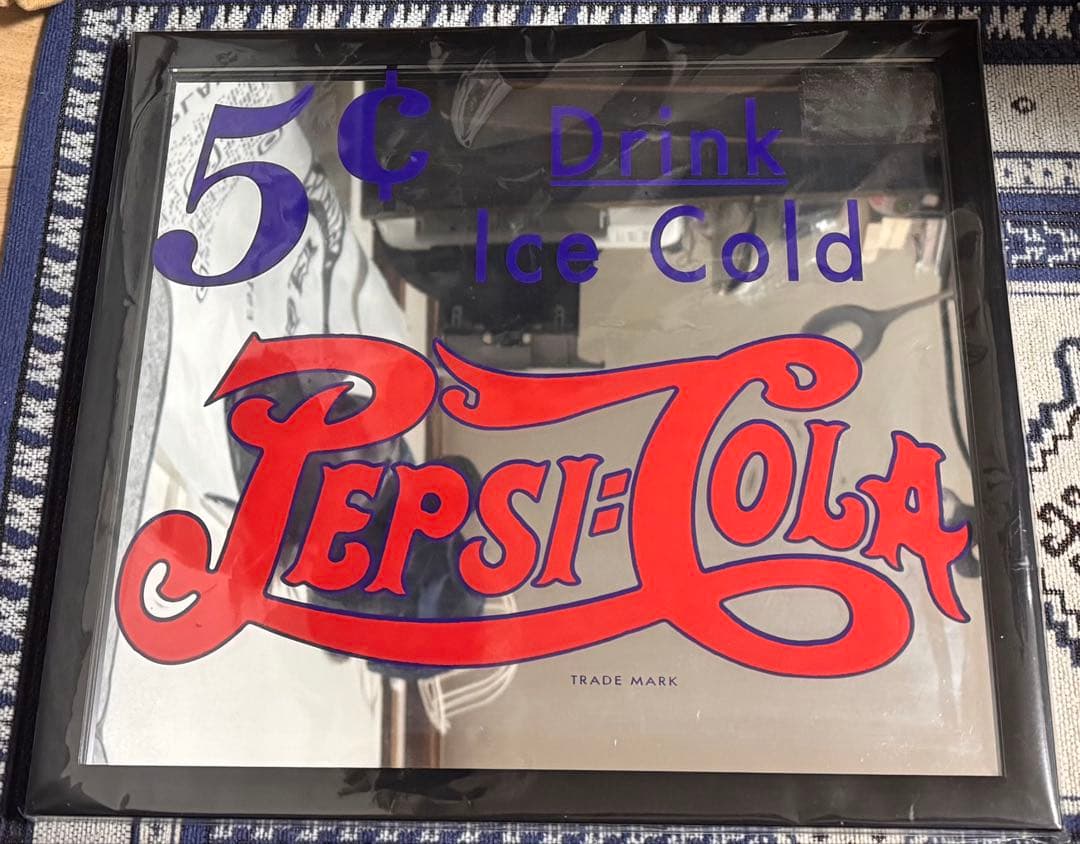 5¢ Drink
Ice Cold
PEPSI=COLA
TRADE MARK